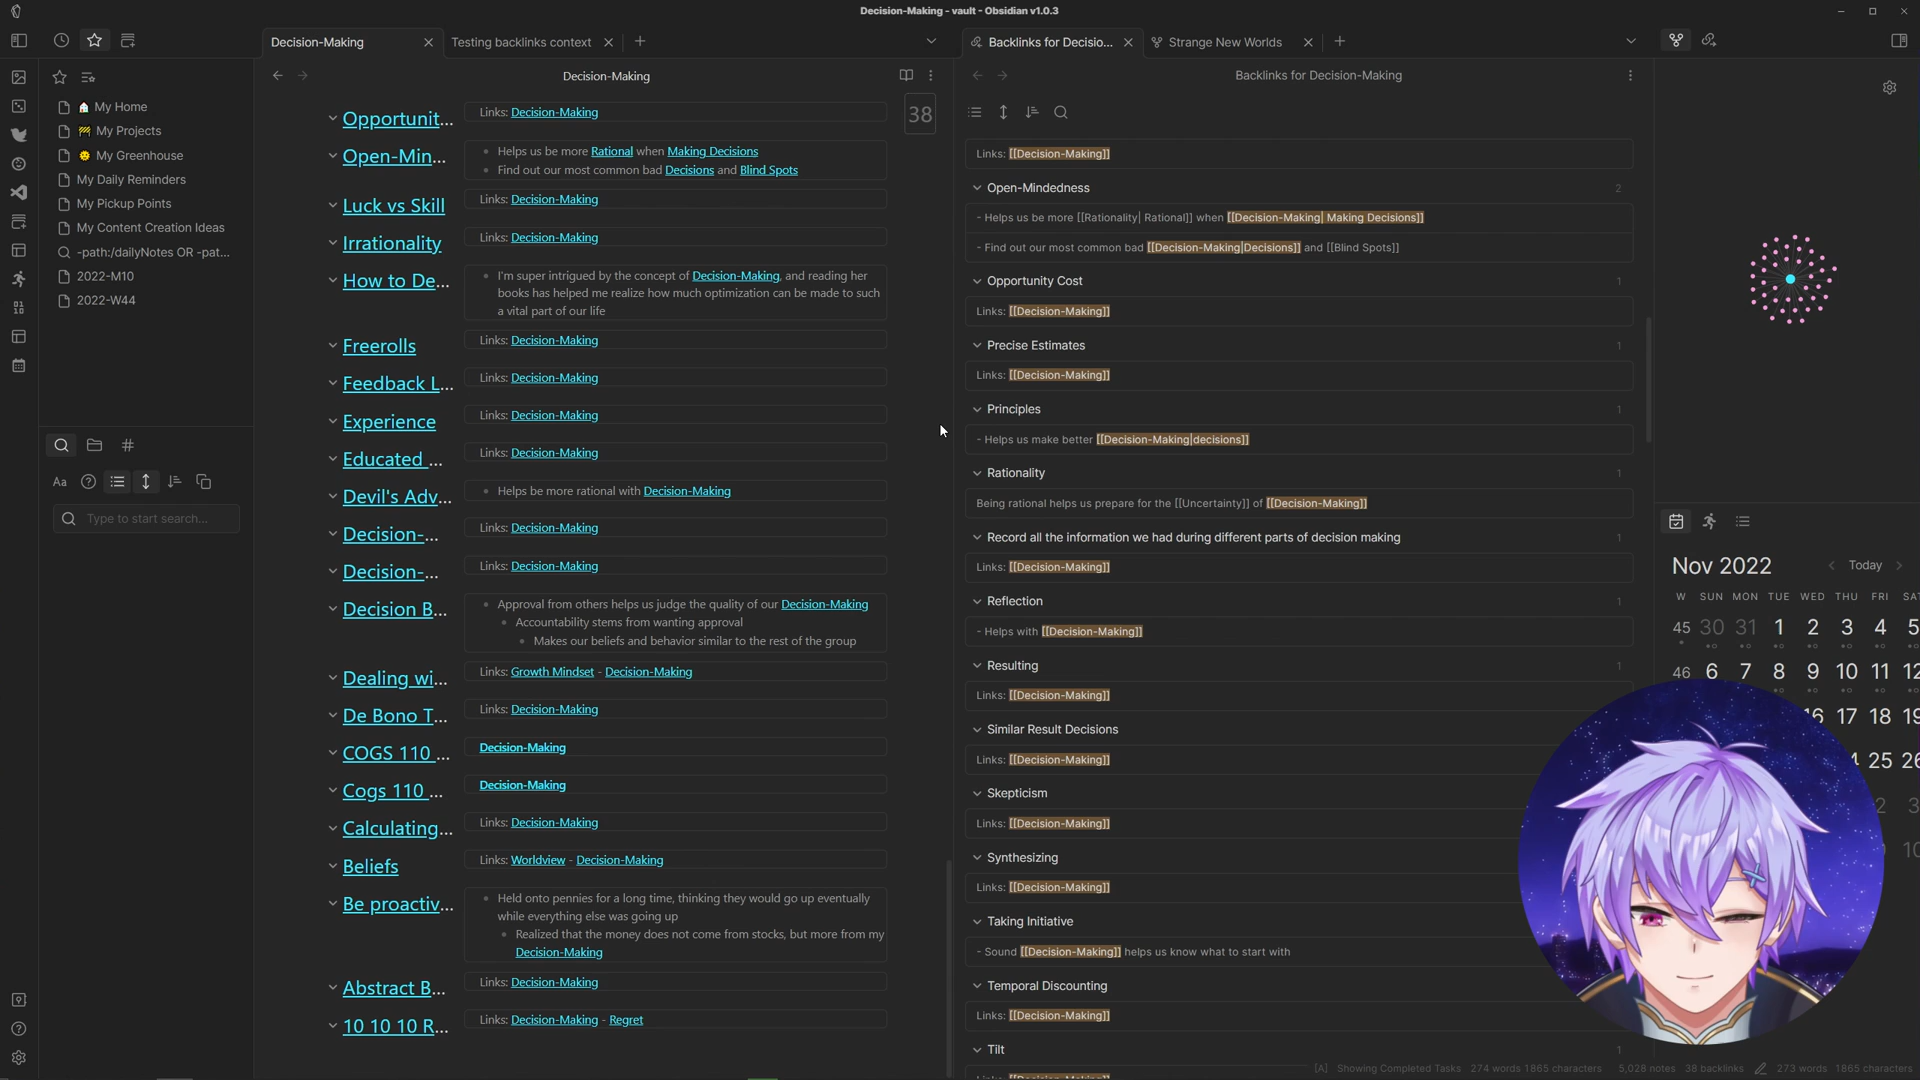 Decision-Making - vault - Obsidian v1.0.3
Decision-Making
Testing backlinks context
Backlinks for Decisio...
Strange New Worlds
My Home
My Projects
My Greenhouse
My Daily Reminders
My Pickup Points
My Content Creation Ideas
-path:/dailyNotes OR -pat...
2022-M10
2022-W44
Aa
Type to start search...
Decision-Making
38
Opportunit...
Links: Decision-Making
Open-Min...
Helps us be more Rational when Making Decisions
Find out our most common bad Decisions and Blind Spots
Luck vs Skill
Links: Decision-Making
Irrationality
Links: Decision-Making
How to De...
I'm super intrigued by the concept of Decision-Making, and reading her
books has helped me realize how much optimization can be made to such
a vital part of our life
Freerolls
Links: Decision-Making
Feedback L...
Links: Decision-Making
Experience
Links: Decision-Making
Educated ...
Links: Decision-Making
Devil's Adv...
Helps be more rational with Decision-Making
Decision-...
Links: Decision-Making
Decision-...
Links: Decision-Making
Decision B...
Approval from others helps us judge the quality of our Decision-Making
Accountability stems from wanting approval
Makes our beliefs and behavior similar to the rest of the group
Dealing wi...
Links: Growth Mindset - Decision-Making
De Bono T...
Links: Decision-Making
COGS 110 ...
Decision-Making
Cogs 110 ...
Decision-Making
Calculating...
Links: Decision-Making
Beliefs
Links: Worldview - Decision-Making
Be proactiv...
Held onto pennies for a long time, thinking they would go up eventually
while everything else was going up
Realized that the money does not come from stocks, but more from my
Decision-Making
Abstract B...
Links: Decision-Making
10 10 10 R...
Links: Decision-Making - Regret
Backlinks for Decision-Making
Links: [[Decision-Making]]
Open-Mindedness 2
- Helps us be more [[Rationality| Rational]] when [[Decision-Making| Making Decisions]]
- Find out our most common bad [[Decision-Making|Decisions]] and [[Blind Spots]]
Opportunity Cost 1
Links: [[Decision-Making]]
Precise Estimates 1
Links: [[Decision-Making]]
Principles 1
- Helps us make better [[Decision-Making|decisions]]
Rationality 1
Being rational helps us prepare for the [[Uncertainty]] of [[Decision-Making]]
Record all the information we had during different parts of decision making 1
Links: [[Decision-Making]]
Reflection 1
- Helps with [[Decision-Making]]
Resulting 1
Links: [[Decision-Making]]
Similar Result Decisions
Links: [[Decision-Making]]
Skepticism
Links: [[Decision-Making]]
Synthesizing
Links: [[Decision-Making]]
Taking Initiative
- Sound [[Decision-Making]] helps us know what to start with
Temporal Discounting
Links: [[Decision-Making]]
Tilt 1
[A] Showing Completed Tasks 274 words 1865 characters 5,028 notes 38 backlinks 273 words 1865 characters
Nov 2022 Today
W SUN MON TUE WED THU FRI SAT
45 30 31 1 2 3 4 5
46 6 7 8 9 10 11 12
16 17 18 19
25 26